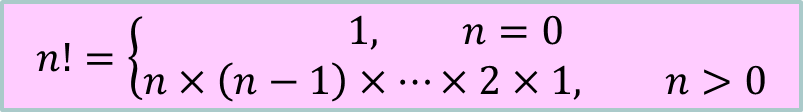 n! = { 1, n = 0
n × (n − 1) × ⋯ × 2 × 1, n > 0